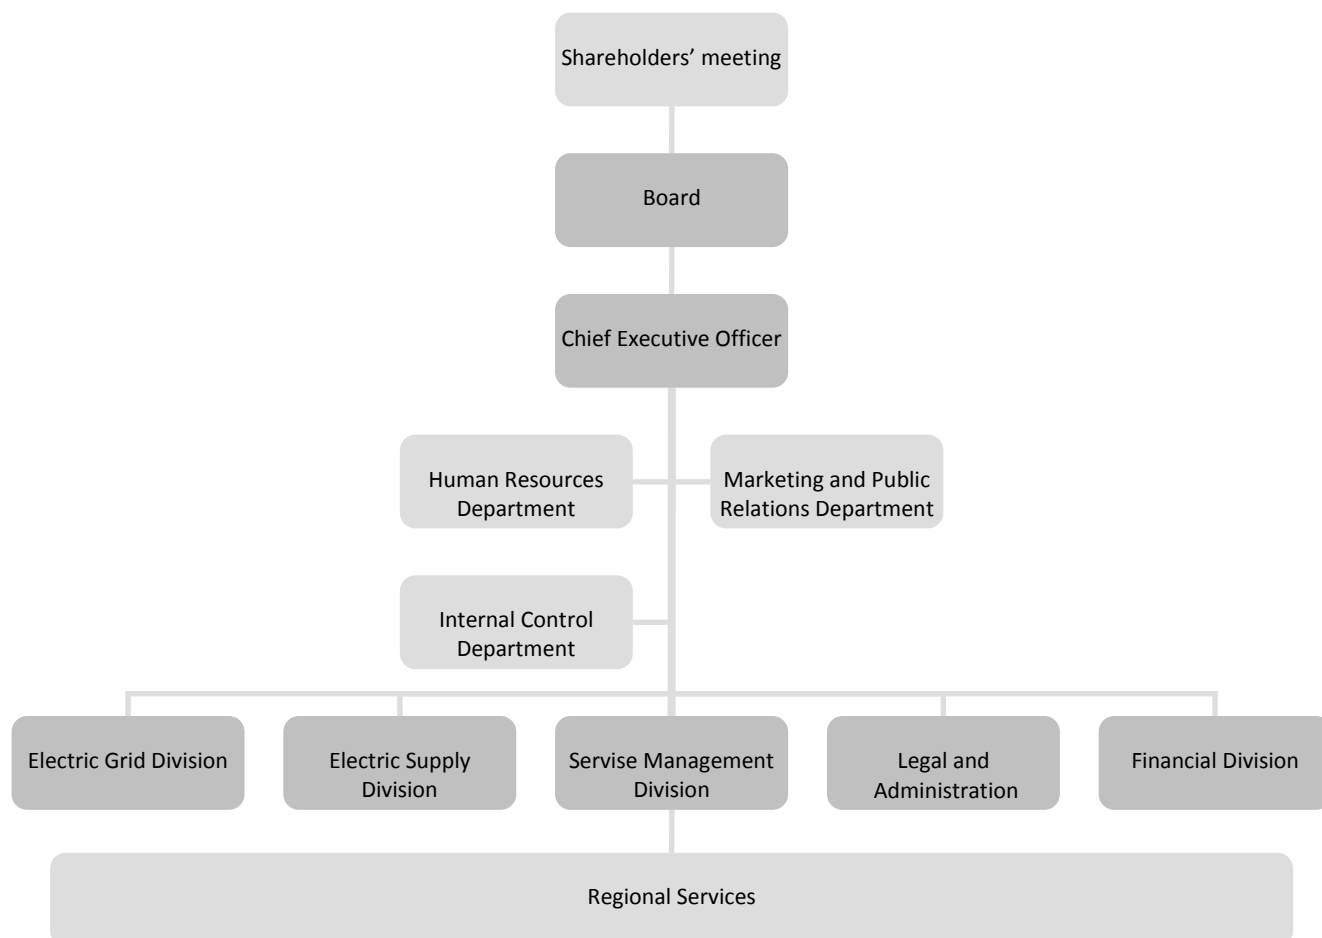 Shareholders’ meeting
Board
Chief Executive Officer
Human Resources
Department
Marketing and Public
Relations Department
Internal Control
Department
Electric Grid Division
Electric Supply
Division
Servise Management
Division
Legal and
Administration
Financial Division
Regional Services